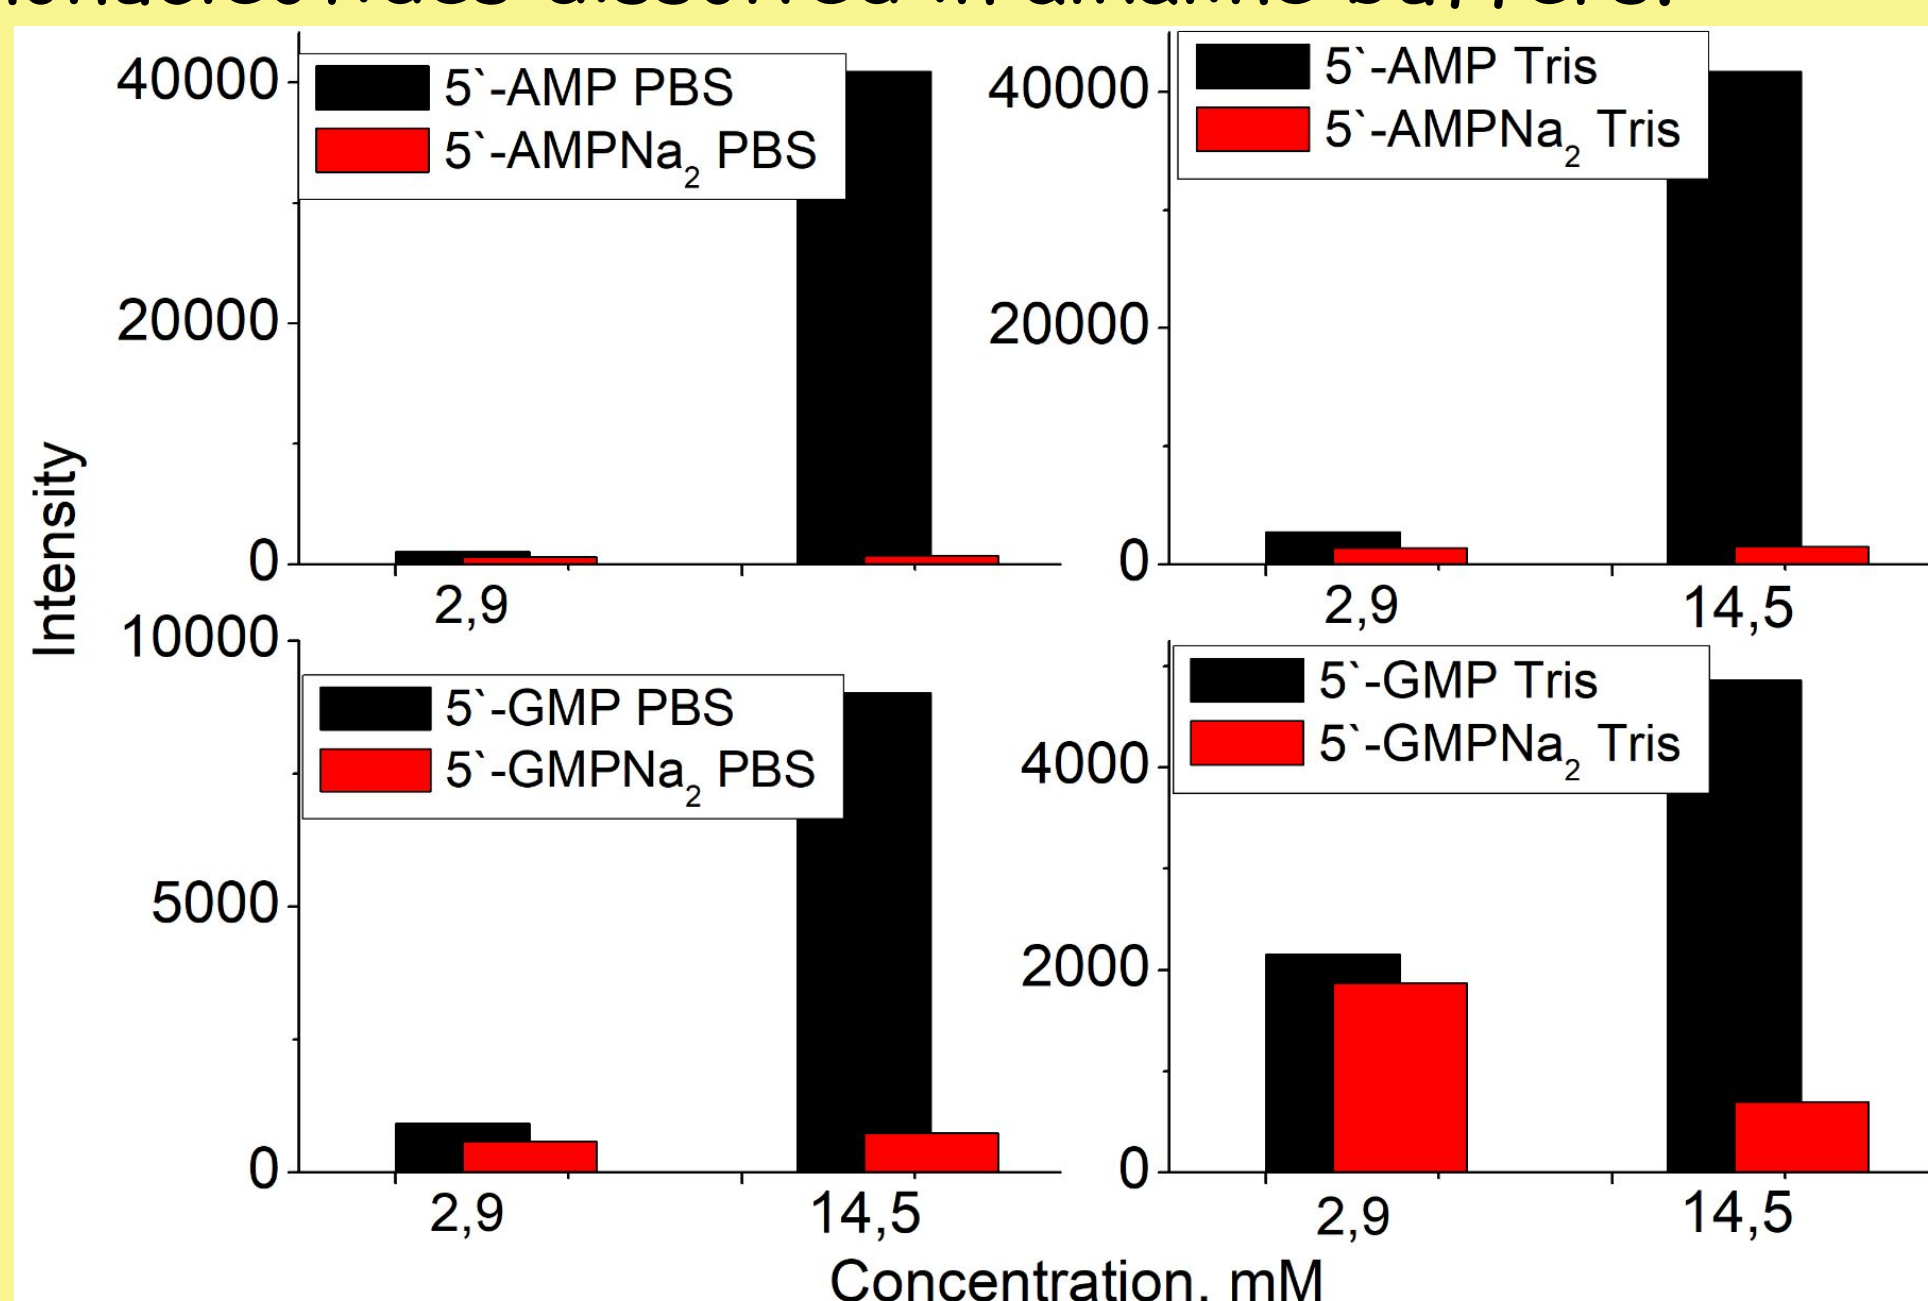 dissolved in
40000
20000
0
5`-AMP PBS
5`-AMPNa2 PBS
2,9
40000
20000
0
5`-AMP Tris
5`-AMPNa2 Tris
2,9 14,5
Intensity
10000
5000
0
5`-GMP PBS
5`-GMPNa2 PBS
2,9 14,5
4000
2000
0
5`-GMP Tris
5`-GMPNa2 Tris
2,9 14,5
Concentration, mM